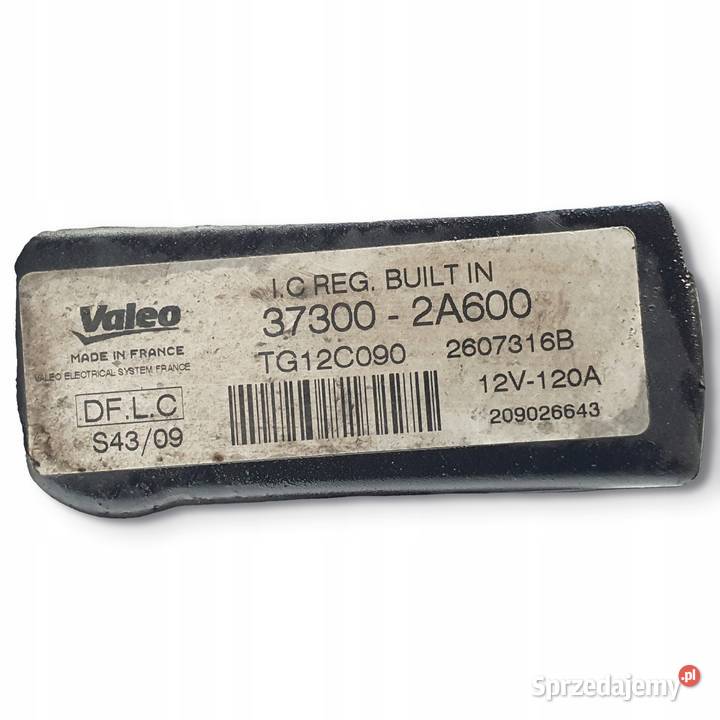 I.C REG. BUILT IN
Valeo
37300 - 2A600
MADE IN FRANCE
VALEO ELECTRICAL SYSTEM FRANCE
TG12C090 2607316B
DF.L.C
12V-120A
S43/09
209026643
Sprzedajemy.pl